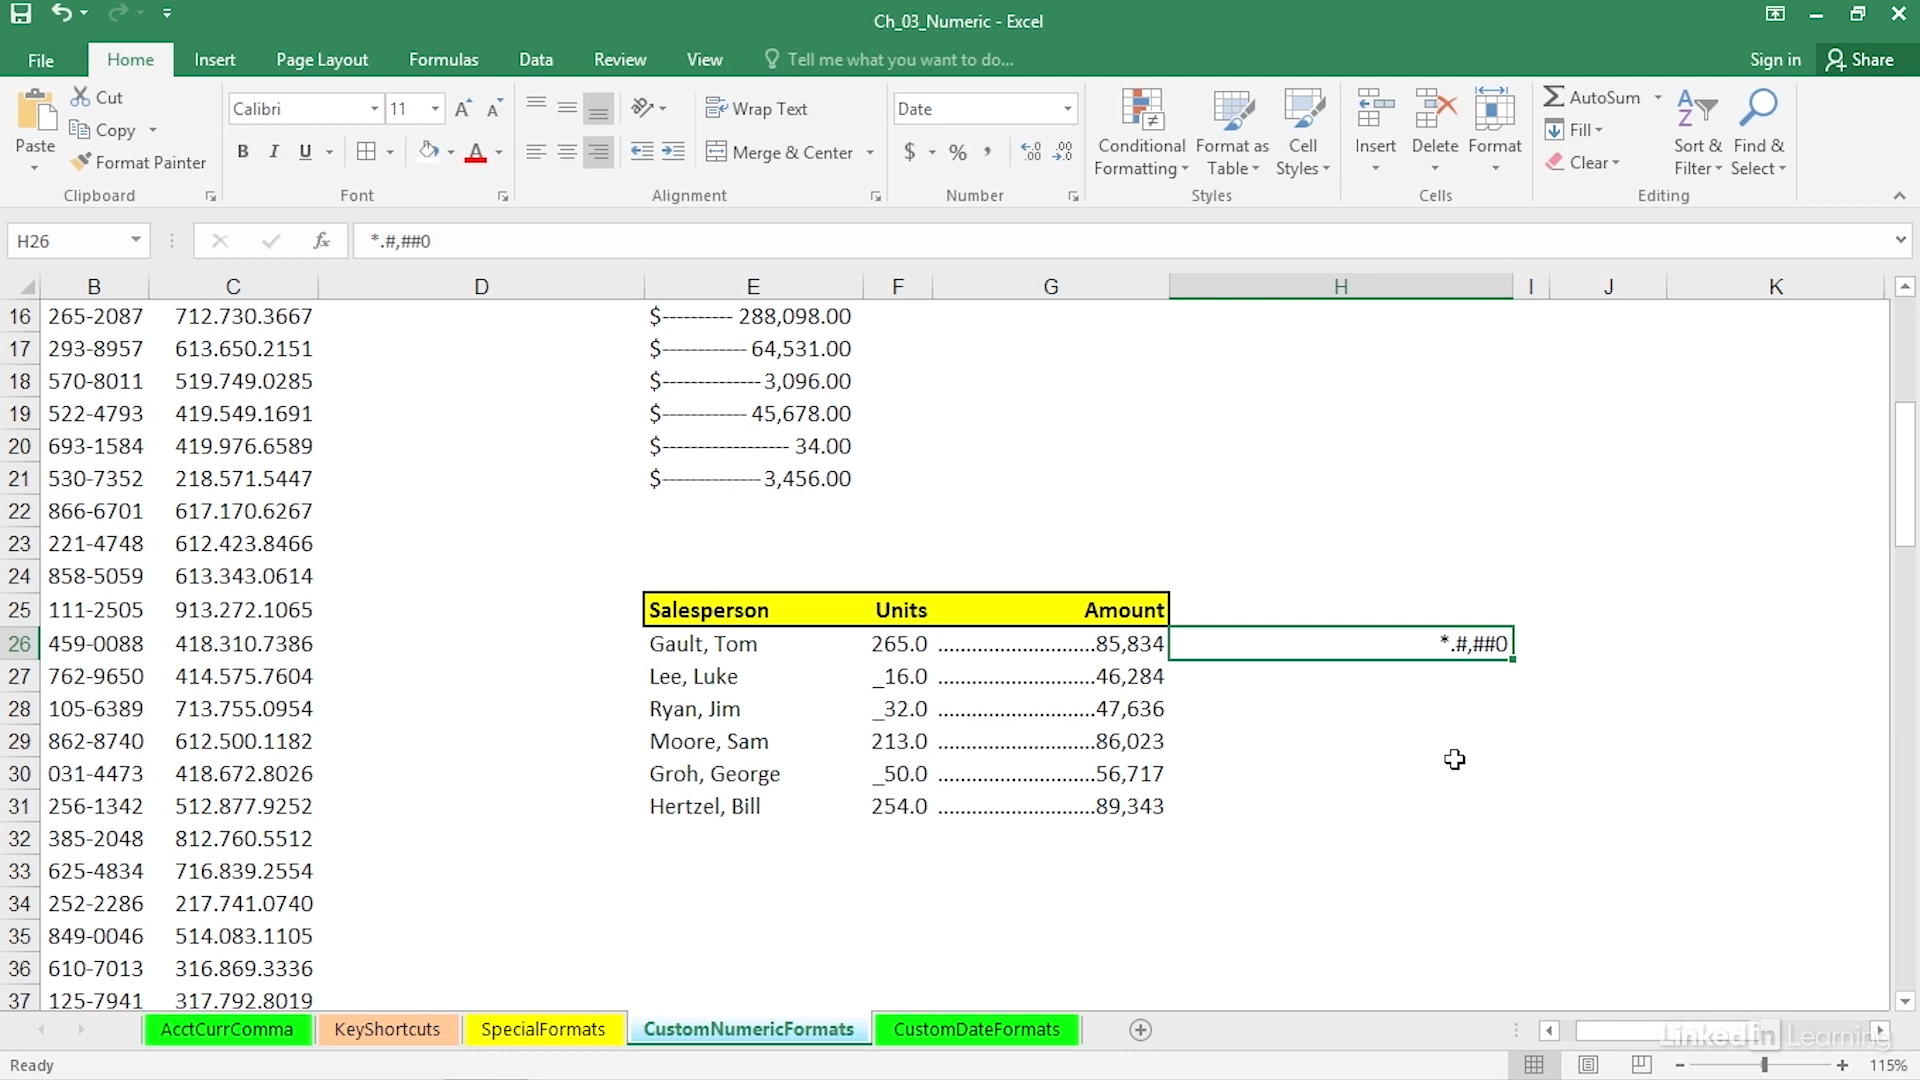 Ch_03_Numeric - Excel
File Home Insert Page Layout Formulas Data Review View Tell me what you want to do... Sign in Share
Paste
Cut
Copy
Format Painter
Clipboard
Calibri 11
B I U
Font
Wrap Text
Merge & Center
Alignment
Date
$ % ,
Number
Conditional Formatting
Format as Table
Cell Styles
Styles
Insert Delete Format
Cells
AutoSum
Fill
Clear
Sort & Filter
Find & Select
Editing
H26 fx *.#,##0
B C D E F G H I J K
16 265-2087 712.730.3667 $---------- 288,098.00
17 293-8957 613.650.2151 $------------ 64,531.00
18 570-8011 519.749.0285 $--------------3,096.00
19 522-4793 419.549.1691 $------------ 45,678.00
20 693-1584 419.976.6589 $------------------ 34.00
21 530-7352 218.571.5447 $--------------3,456.00
22 866-6701 617.170.6267
23 221-4748 612.423.8466
24 858-5059 613.343.0614
25 111-2505 913.272.1065 Salesperson Units Amount
26 459-0088 418.310.7386 Gault, Tom 265.0 ...........................85,834 *.#,##0
27 762-9650 414.575.7604 Lee, Luke _16.0 ...........................46,284
28 105-6389 713.755.0954 Ryan, Jim _32.0 ...........................47,636
29 862-8740 612.500.1182 Moore, Sam 213.0 ...........................86,023
30 031-4473 418.672.8026 Groh, George _50.0 ...........................56,717
31 256-1342 512.877.9252 Hertzel, Bill 254.0 ...........................89,343
32 385-2048 812.760.5512
33 625-4834 716.839.2554
34 252-2286 217.741.0740
35 849-0046 514.083.1105
36 610-7013 316.869.3336
37 125-7941 317.792.8019
AcctCurrComma KeyShortcuts SpecialFormats CustomNumericFormats CustomDateFormats
LinkedIn Learning
Ready 115%